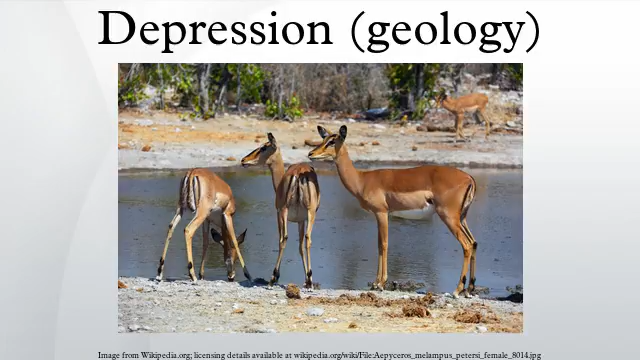 Depression (geology)
Image from Wikipedia.org; licensing details available at wikipedia.org/wiki/File:Aepyceros_melampus_petersi_female_8014.jpg